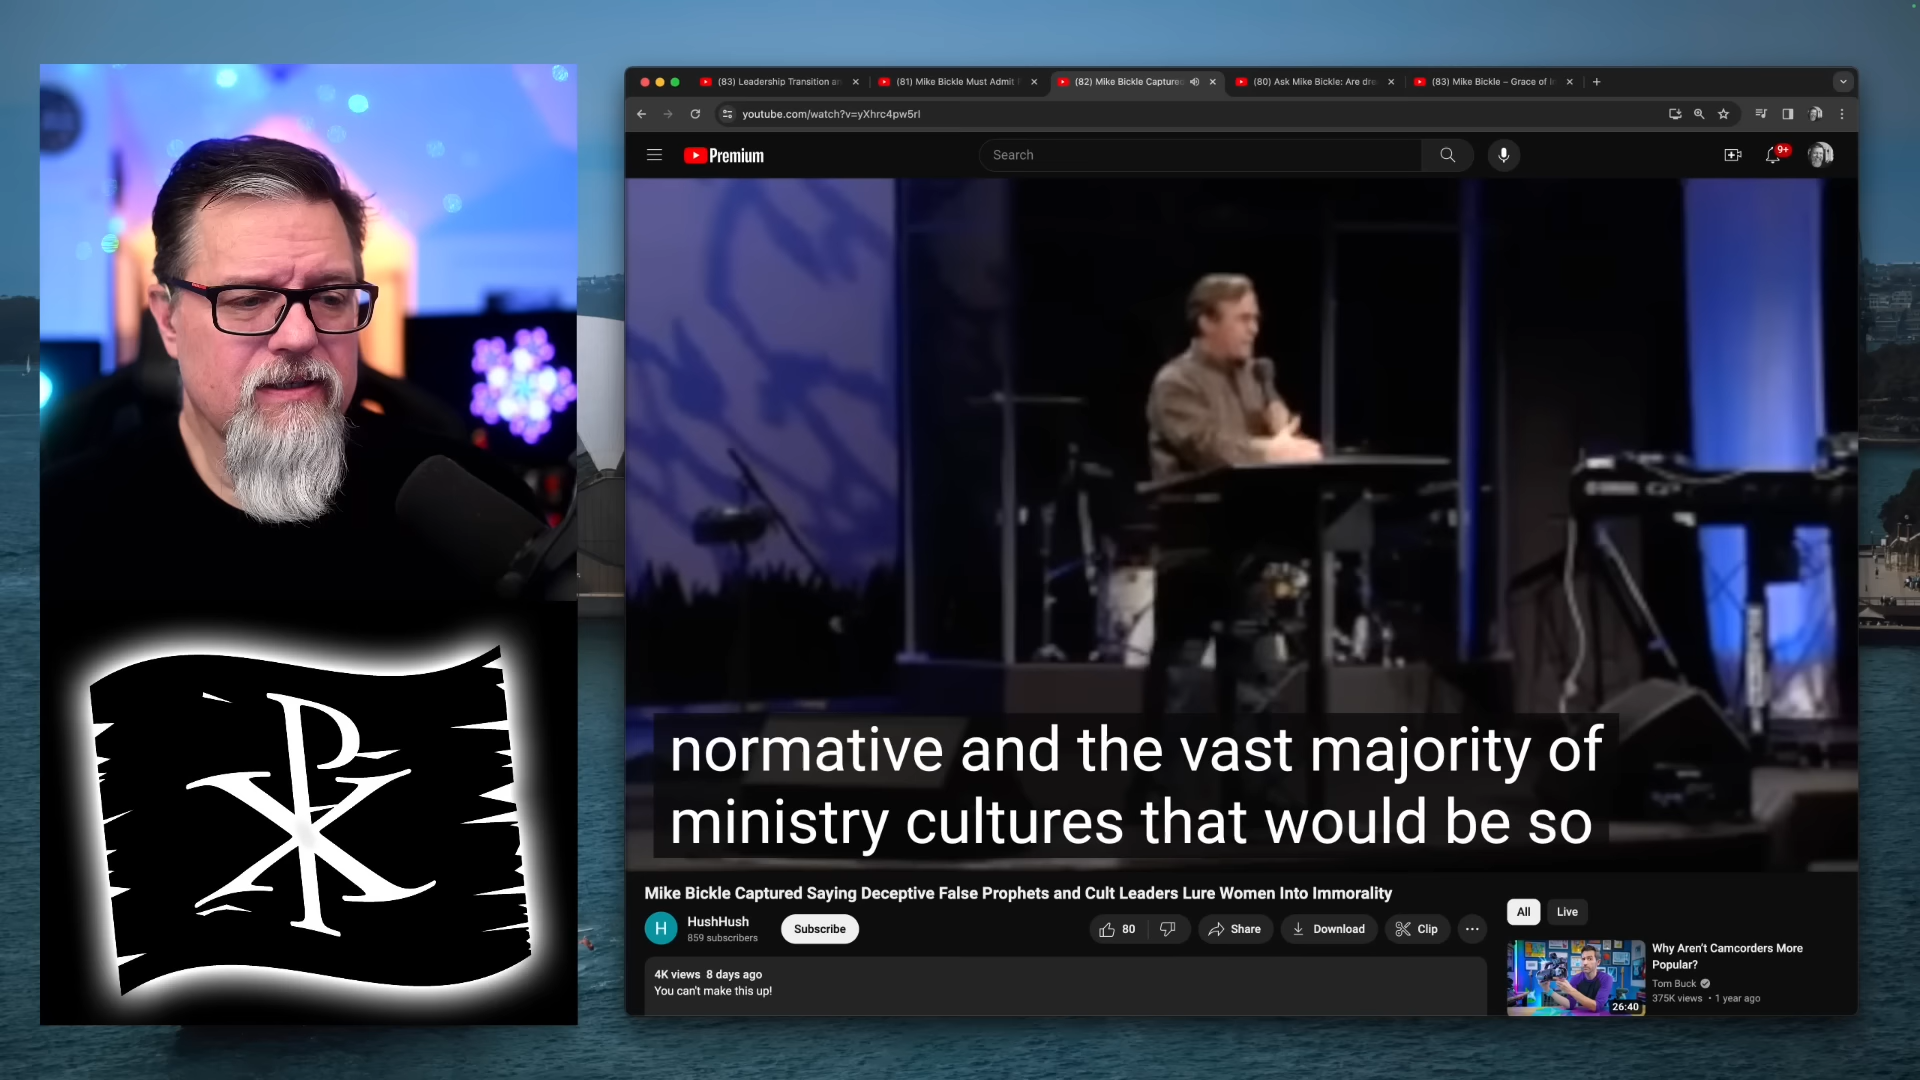 (83) Leadership Transition an
(81) Mike Bickle Must Admit
(82) Mike Bickle Capture
(80) Ask Mike Bickle: Are dre
(83) Mike Bickle – Grace of
youtube.com/watch?v=yXhrc4pw5rI
Premium
Search
9+
normative and the vast majority of
ministry cultures that would be so
Mike Bickle Captured Saying Deceptive False Prophets and Cult Leaders Lure Women Into Immorality
H
HushHush
859 subscribers
Subscribe
80
Share
Download
Clip
4K views 8 days ago
You can't make this up!
All
Live
Why Aren't Camcorders More
Popular?
Tom Buck
375K views • 1 year ago
26:40